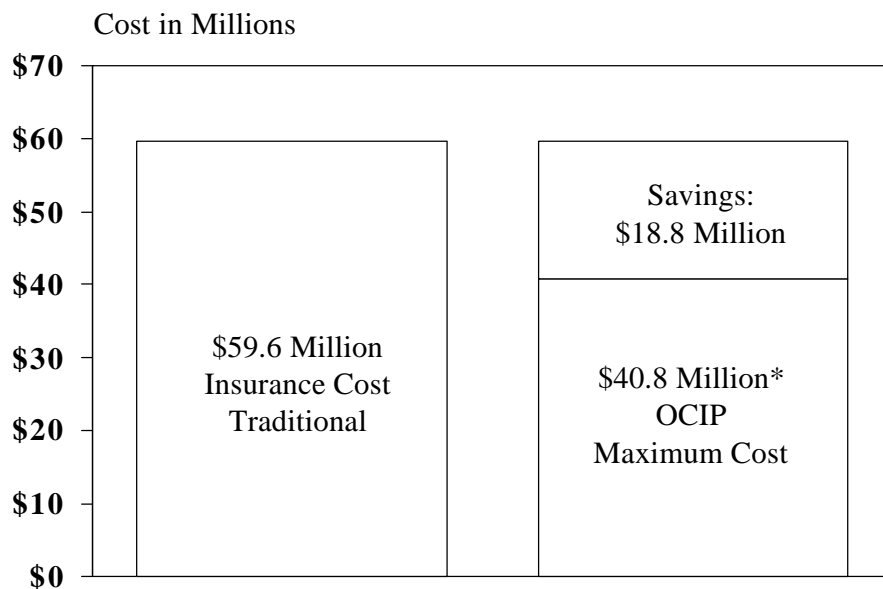 Cost in Millions
$70
$60
$50
$40
$30
$20
$10
$0
$59.6 Million
Insurance Cost
Traditional
Savings:
$18.8 Million
$40.8 Million*
OCIP
Maximum Cost